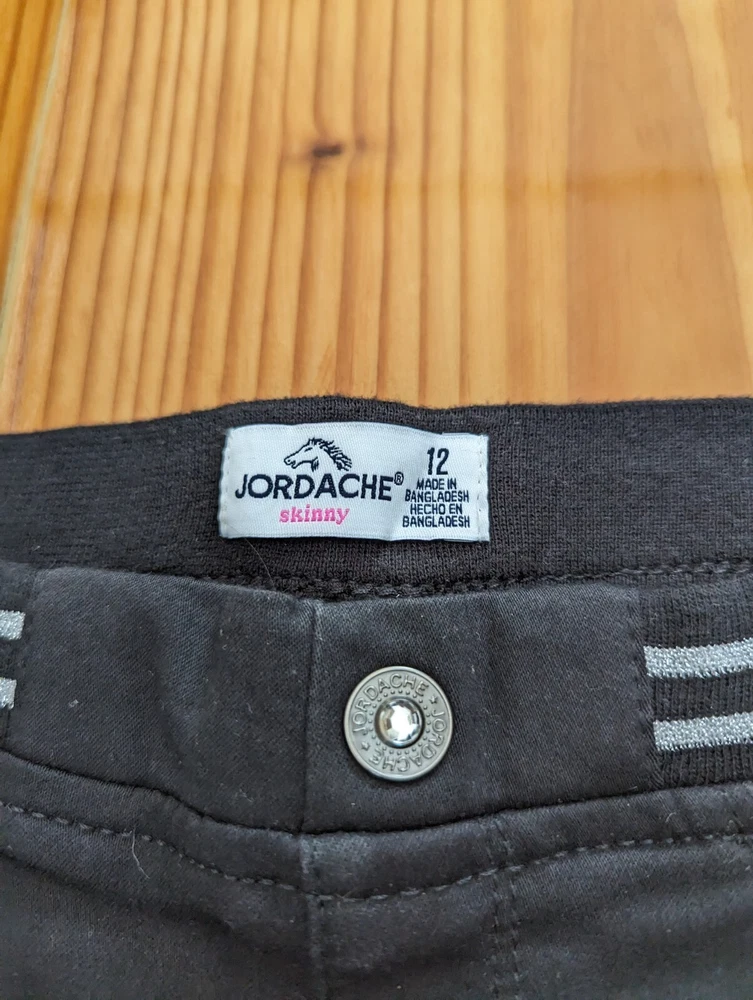 JORDACHE®
skinny
12
MADE IN
BANGLADESH
HECHO EN
BANGLADESH
JORDACHE • JORDACHE •